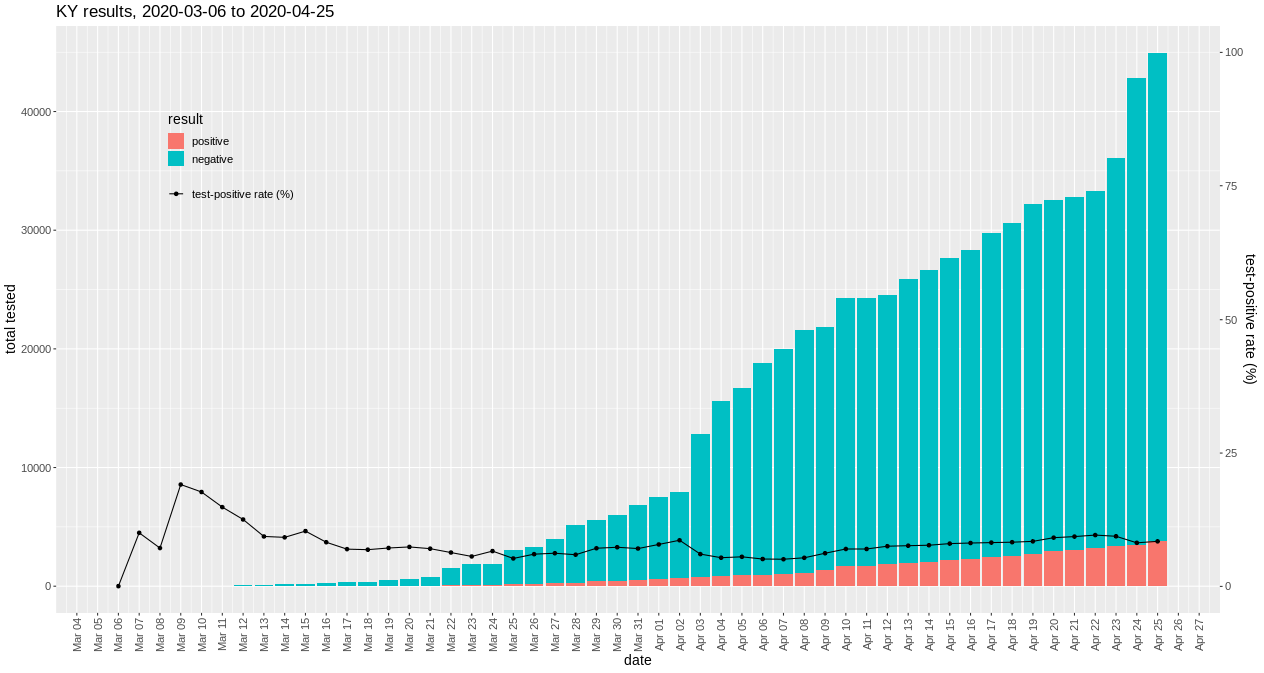 KY results, 2020-03-06 to 2020-04-25
total tested
40000
30000
20000
10000
0
result
positive
negative
test-positive rate (%)
100
75
50
25
0
test-positive rate (%)
Mar 04
Mar 05
Mar 06
Mar 07
Mar 08
Mar 09
Mar 10
Mar 11
Mar 12
Mar 13
Mar 14
Mar 15
Mar 16
Mar 17
Mar 18
Mar 19
Mar 20
Mar 21
Mar 22
Mar 23
Mar 24
Mar 25
Mar 26
Mar 27
Mar 28
Mar 29
Mar 30
Mar 31
Apr 01
Apr 02
Apr 03
Apr 04
Apr 05
Apr 06
Apr 07
Apr 08
Apr 09
Apr 10
Apr 11
Apr 12
Apr 13
Apr 14
Apr 15
Apr 16
Apr 17
Apr 18
Apr 19
Apr 20
Apr 21
Apr 22
Apr 23
Apr 24
Apr 25
Apr 26
Apr 27
date